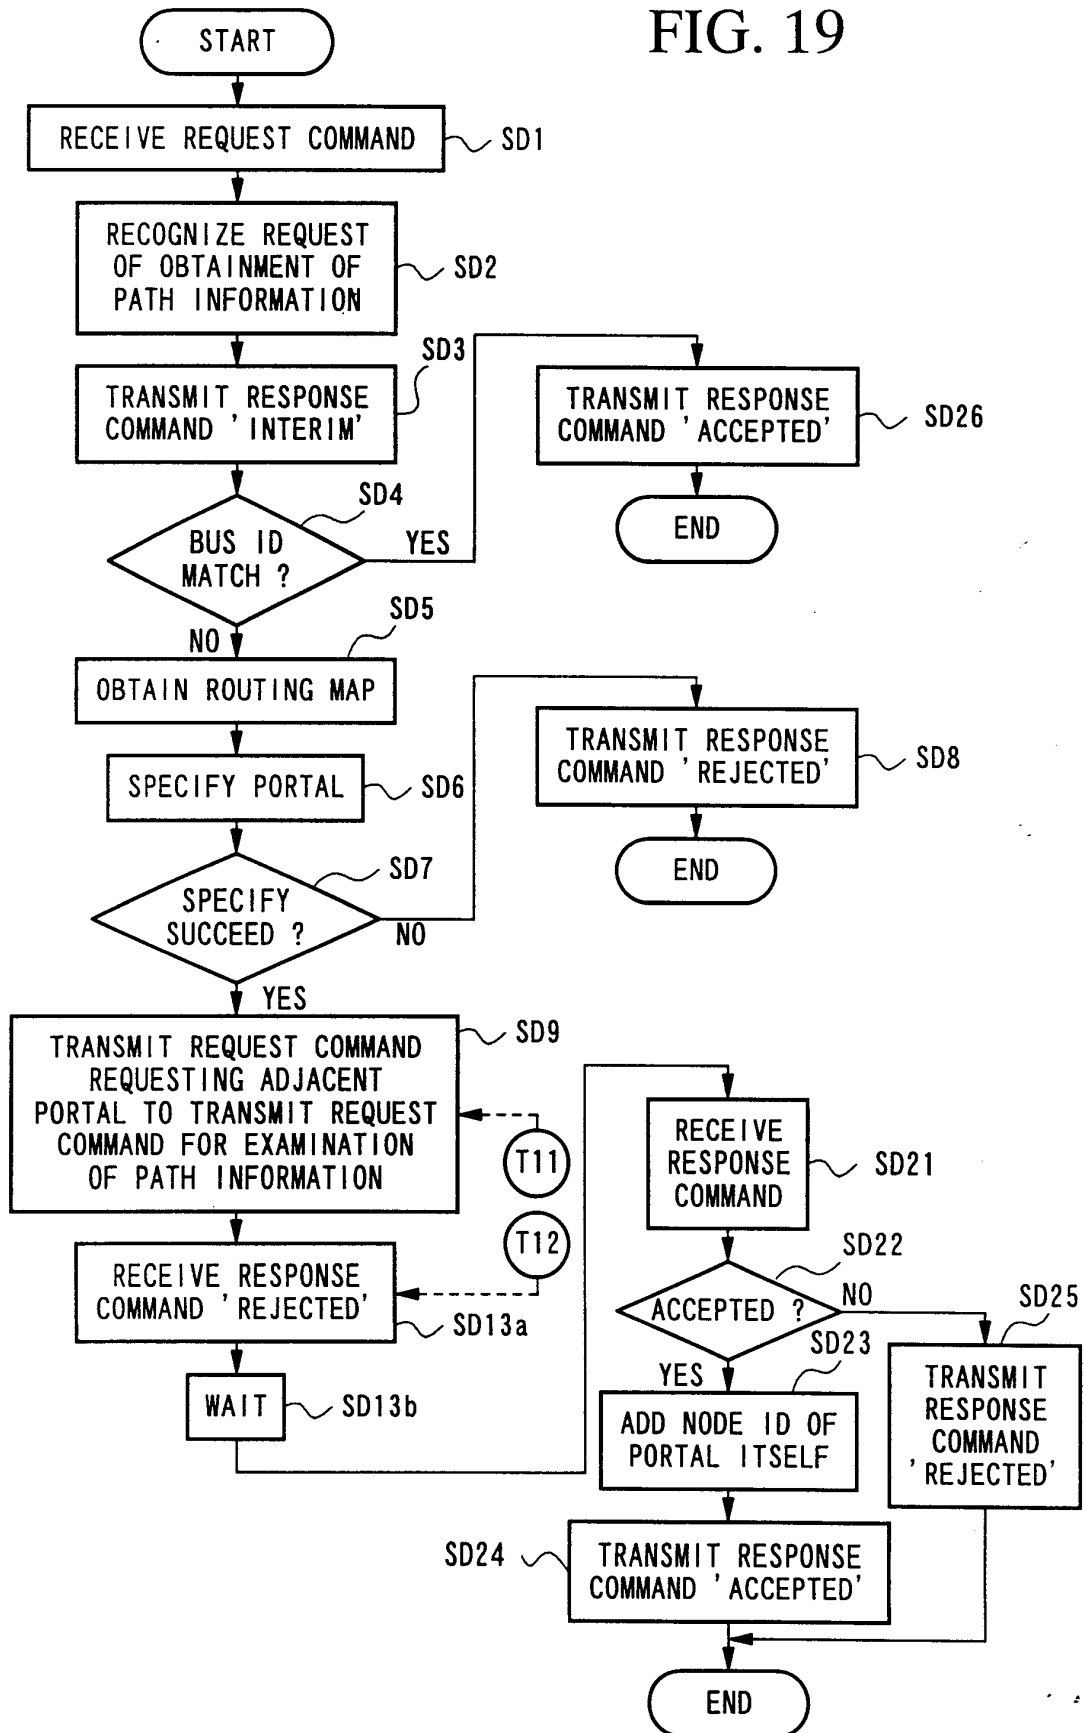 FIG. 19
START
RECEIVE REQUEST COMMAND
SD1
RECOGNIZE REQUEST
OF OBTAINMENT OF
PATH INFORMATION
SD2
SD3
TRANSMIT RESPONSE
COMMAND 'INTERIM'
TRANSMIT RESPONSE
COMMAND 'ACCEPTED'
SD26
END
SD4
BUS ID
MATCH ?
YES
NO
SD5
OBTAIN ROUTING MAP
SPECIFY PORTAL
SD6
TRANSMIT RESPONSE
COMMAND 'REJECTED'
SD8
END
SD7
SPECIFY
SUCCEED ?
NO
YES
SD9
TRANSMIT REQUEST COMMAND
REQUESTING ADJACENT
PORTAL TO TRANSMIT REQUEST
COMMAND FOR EXAMINATION
OF PATH INFORMATION
T11
T12
RECEIVE RESPONSE
COMMAND 'REJECTED'
SD13a
WAIT
SD13b
RECEIVE
RESPONSE
COMMAND
SD21
SD22
ACCEPTED ?
NO
YES
SD23
ADD NODE ID OF
PORTAL ITSELF
SD25
TRANSMIT
RESPONSE
COMMAND
'REJECTED'
SD24
TRANSMIT RESPONSE
COMMAND 'ACCEPTED'
END